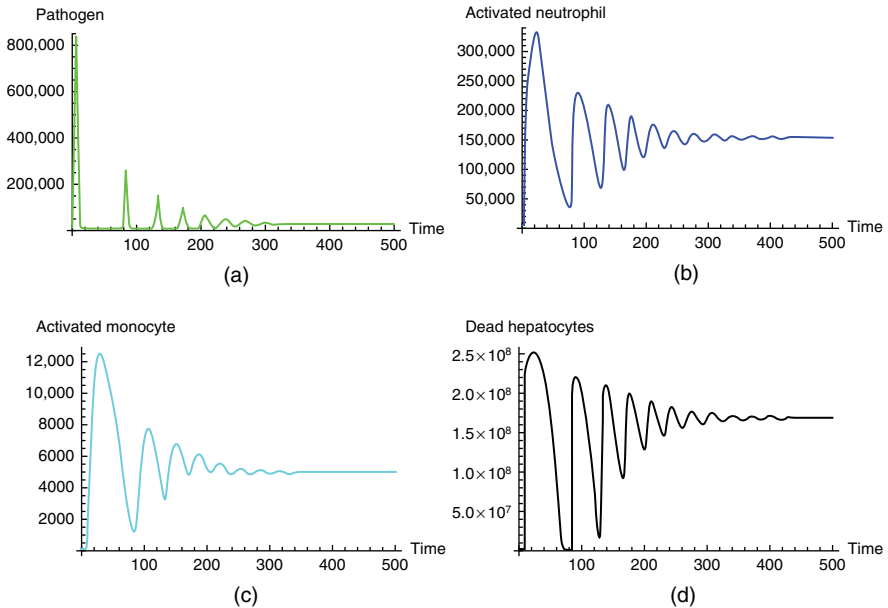 Pathogen
800,000
600,000
400,000
200,000
100 200 300 400 500
Time
(a)
Activated neutrophil
300,000
250,000
200,000
150,000
100,000
50,000
100 200 300 400 500
Time
(b)
Activated monocyte
12,000
10,000
8000
6000
4000
2000
100 200 300 400 500
Time
(c)
Dead hepatocytes
2.5×10⁸
2.0×10⁸
1.5×10⁸
1.0×10⁸
5.0×10⁷
100 200 300 400 500
Time
(d)